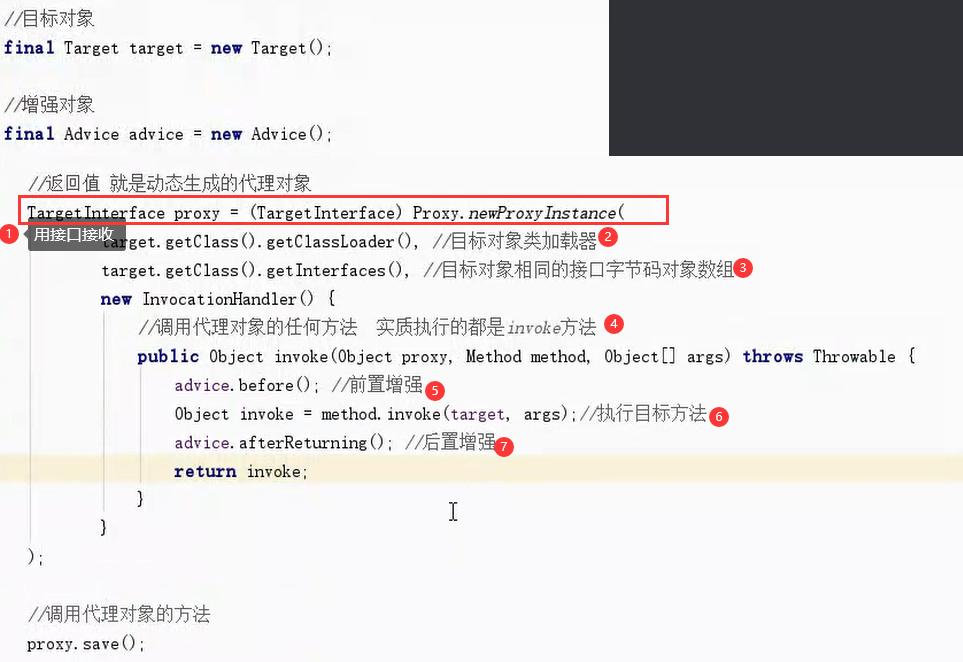 //目标对象
final Target target = new Target();
//增强对象
final Advice advice = new Advice();
//返回值 就是动态生成的代理对象
TargetInterface proxy = (TargetInterface) Proxy.newProxyInstance(
1 用接口接收
target.getClass().getClassLoader(), //目标对象类加载器 2
target.getClass().getInterfaces(), //目标对象相同的接口字节码对象数组 3
new InvocationHandler() {
//调用代理对象的任何方法 实质执行的都是invoke方法 4
public Object invoke(Object proxy, Method method, Object[] args) throws Throwable {
advice.before(); //前置增强 5
Object invoke = method.invoke(target, args);//执行目标方法 6
advice.afterReturning(); //后置增强 7
return invoke;
}
}
);
//调用代理对象的方法
proxy.save();